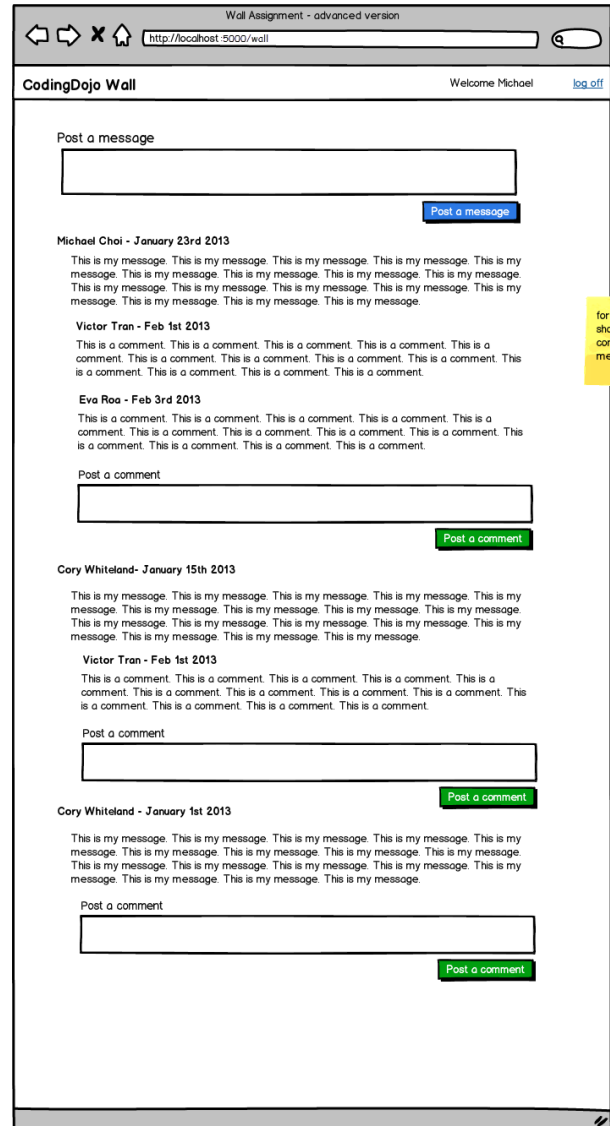 Wall Assignment - advanced version
http://localhost:5000/wall
CodingDojo Wall
Welcome Michael
log off
Post a message
Post a message
Michael Choi - January 23rd 2013
This is my message. This is my message. This is my message. This is my message. This is my
message. This is my message. This is my message. This is my message. This is my message.
This is my message. This is my message. This is my message. This is my message. This is my
message. This is my message. This is my message. This is my message.
for
sho
com
me
Victor Tran - Feb 1st 2013
This is a comment. This is a comment. This is a comment. This is a comment. This is a
comment. This is a comment. This is a comment. This is a comment. This is a comment. This
is a comment. This is a comment. This is a comment. This is a comment.
Eva Roa - Feb 3rd 2013
This is a comment. This is a comment. This is a comment. This is a comment. This is a
comment. This is a comment. This is a comment. This is a comment. This is a comment. This
is a comment. This is a comment. This is a comment. This is a comment.
Post a comment
Post a comment
Cory Whiteland- January 15th 2013
This is my message. This is my message. This is my message. This is my message. This is my
message. This is my message. This is my message. This is my message. This is my message.
This is my message. This is my message. This is my message. This is my message. This is my
message. This is my message. This is my message. This is my message.
Victor Tran - Feb 1st 2013
This is a comment. This is a comment. This is a comment. This is a comment. This is a
comment. This is a comment. This is a comment. This is a comment. This is a comment. This
is a comment. This is a comment. This is a comment. This is a comment.
Post a comment
Post a comment
Cory Whiteland - January 1st 2013
This is my message. This is my message. This is my message. This is my message. This is my
message. This is my message. This is my message. This is my message. This is my message.
This is my message. This is my message. This is my message. This is my message. This is my
message. This is my message. This is my message. This is my message.
Post a comment
Post a comment